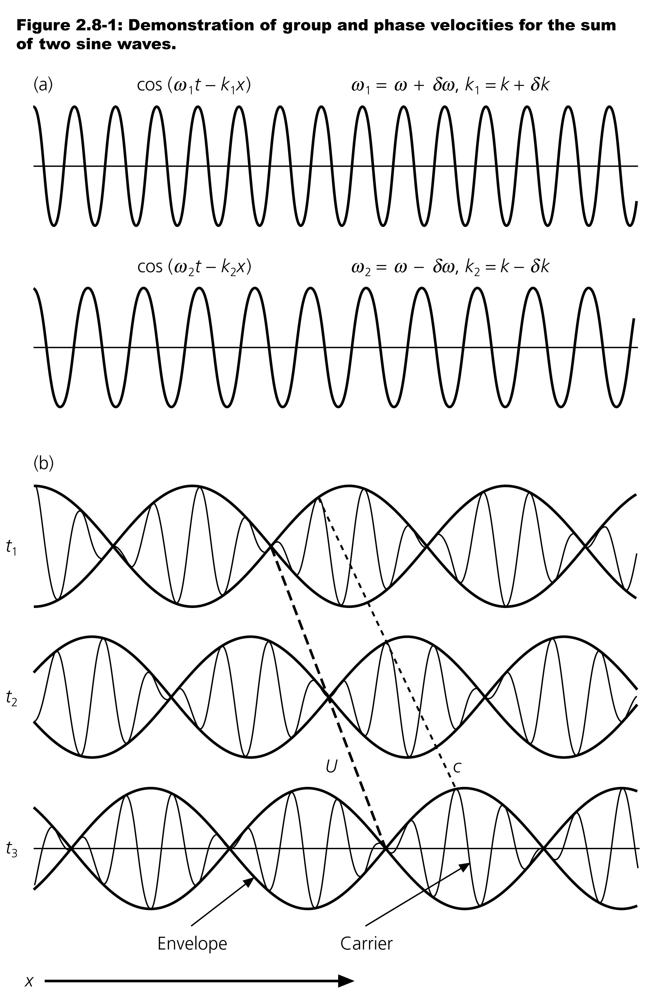 Figure 2.8-1: Demonstration of group and phase velocities for the sum
of two sine waves.
(a) cos (ω₁t – k₁x) ω₁ = ω + δω, k₁ = k + δk
cos (ω₂t – k₂x) ω₂ = ω – δω, k₂ = k – δk
(b)
t₁
t₂
U c
t₃
Envelope Carrier
x